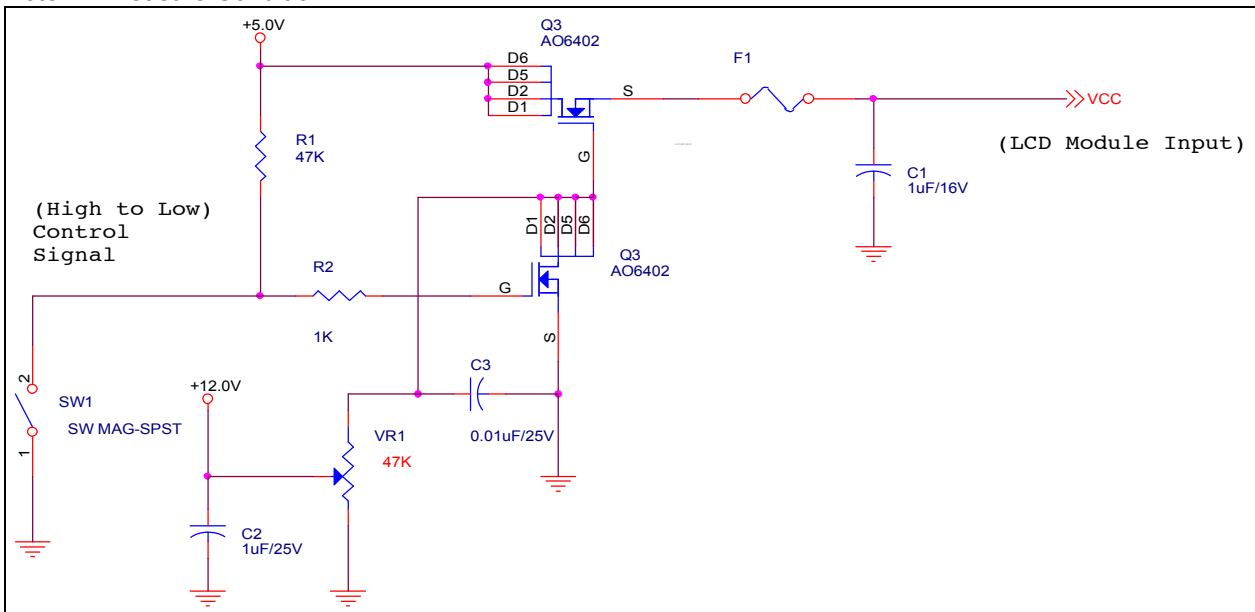 +5.0V
Q3
AO6402
D6
D5
D2
D1
S
G
F1
VCC
(LCD Module Input)
R1
47K
C1
1uF/16V
(High to Low)
Control
Signal
D1
D2
D5
D6
Q3
AO6402
R2
1K
G
S
C3
0.01uF/25V
+12.0V
2
1
SW1
SW MAG-SPST
VR1
47K
C2
1uF/25V